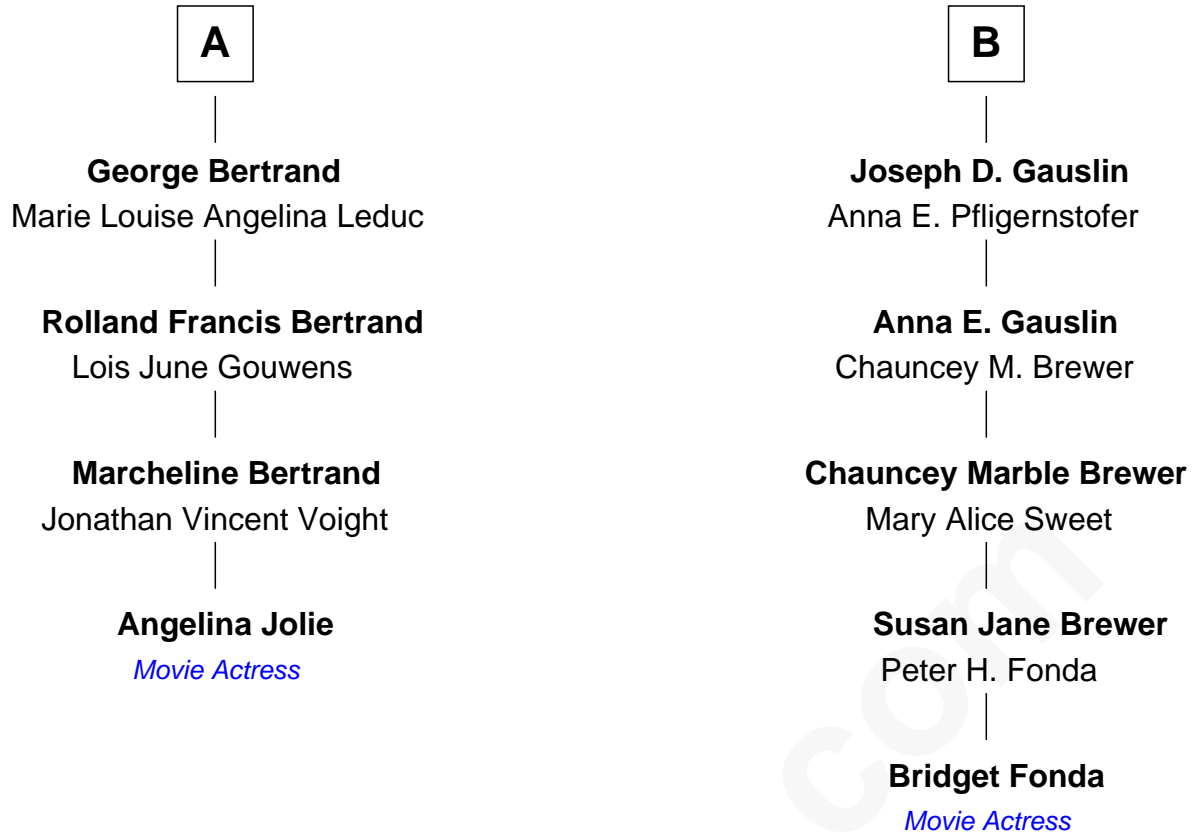 A
George Bertrand
Marie Louise Angelina Leduc
Rolland Francis Bertrand
Lois June Gouwens
Marcheline Bertrand
Jonathan Vincent Voight
Angelina Jolie
Movie Actress
B
Joseph D. Gauslin
Anna E. Pfligernstofer
Anna E. Gauslin
Chauncey M. Brewer
Chauncey Marble Brewer
Mary Alice Sweet
Susan Jane Brewer
Peter H. Fonda
Bridget Fonda
Movie Actress
com